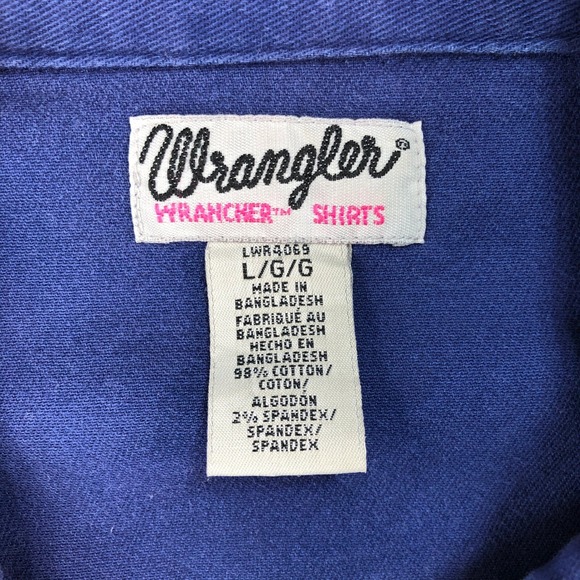 Wrangler®
WRANCHER™ SHIRTS
LWR4069
L/G/G
MADE IN
BANGLADESH
FABRIQUÉ AU
BANGLADESH
HECHO EN
BANGLADESH
98% COTTON/
COTON/
ALGODÓN
2% SPANDEX/
SPANDEX/
SPANDEX